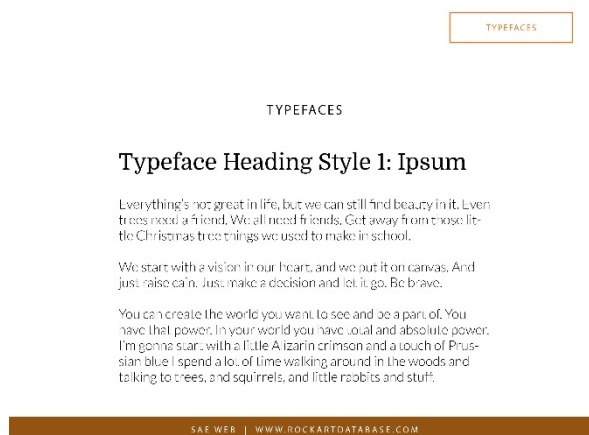 TYPEFACES
TYPEFACES
Typeface Heading Style 1: Ipsum
Everything's not great in life, but we can still find beauty in it. Even
trees need a friend. We all need friends. Get away from those lit-
tle Christmas tree things we used to make in school.
We start with a vision in our heart, and we put it on canvas. And
just raise cain. Just make a decision and let it go. Be brave.
You can create the world you want to see and be a part of. You
have that power. In your world you have total and absolute power.
I'm gonna start with a little Alizarin crimson and a touch of Prus-
sian blue I spend a lot of time walking around in the woods and
talking to trees, and squirrels, and little rabbits and stuff.
SAE WEB | WWW.ROCKARTDATABASE.COM